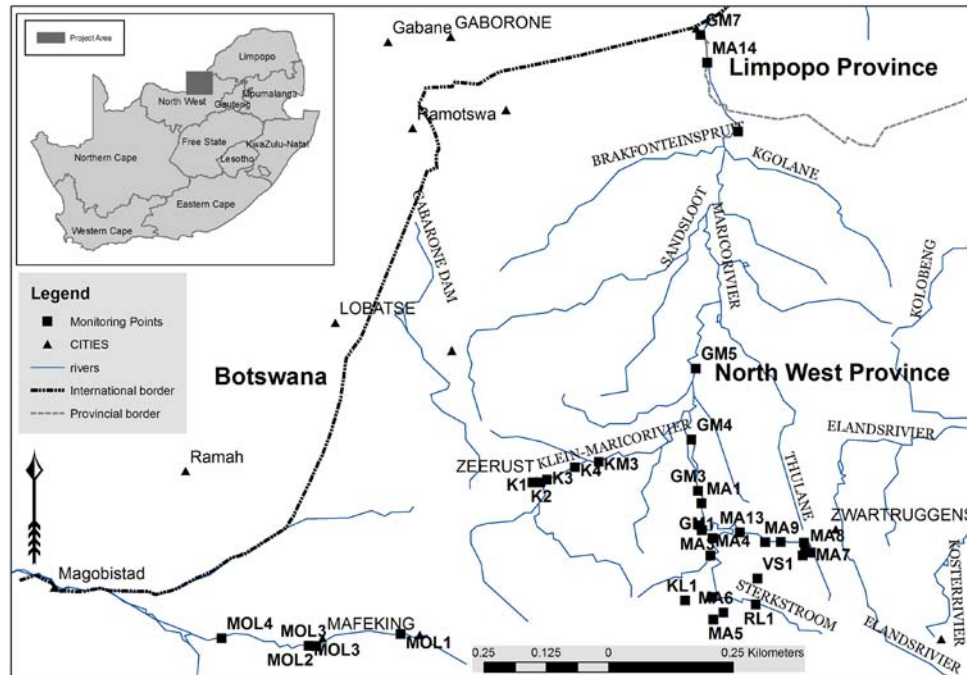 Project Area
Limpopo
North West
Gauteng
Mpumalanga
Free State
KwaZulu-Natal
Lesotho
Northern Cape
Eastern Cape
Western Cape
Legend
Monitoring Points
CITIES
rivers
International border
Provincial border
Gabane
GABORONE
GM7
MA14
Limpopo Province
Ramotswa
BRAKFONTEINSPRUIT
KGOLANE
GABARONE DAM
SANDSLOOT
MARICORIVIER
KOLOBENG
LOBATSE
Botswana
GM5
North West Province
ELANDSRIVIER
GM4
KLEIN-MARICORIVIER
ZEERUST
Ramah
K1
K2
K3
K4
KM3
GM3
MA1
THULANE
ZWARTRUGGENS
GM1
MA13
MA3
MA4
MA9
MA8
MA7
VS1
KOSTERRIVIER
Magobistad
KL1
MA6
STERKSTROOM
RL1
MA5
ELANDSRIVIER
MOL4
MOL3
MAFEKING
MOL2
MOL3
MOL1
0.25 0.125 0 0.25 Kilometers